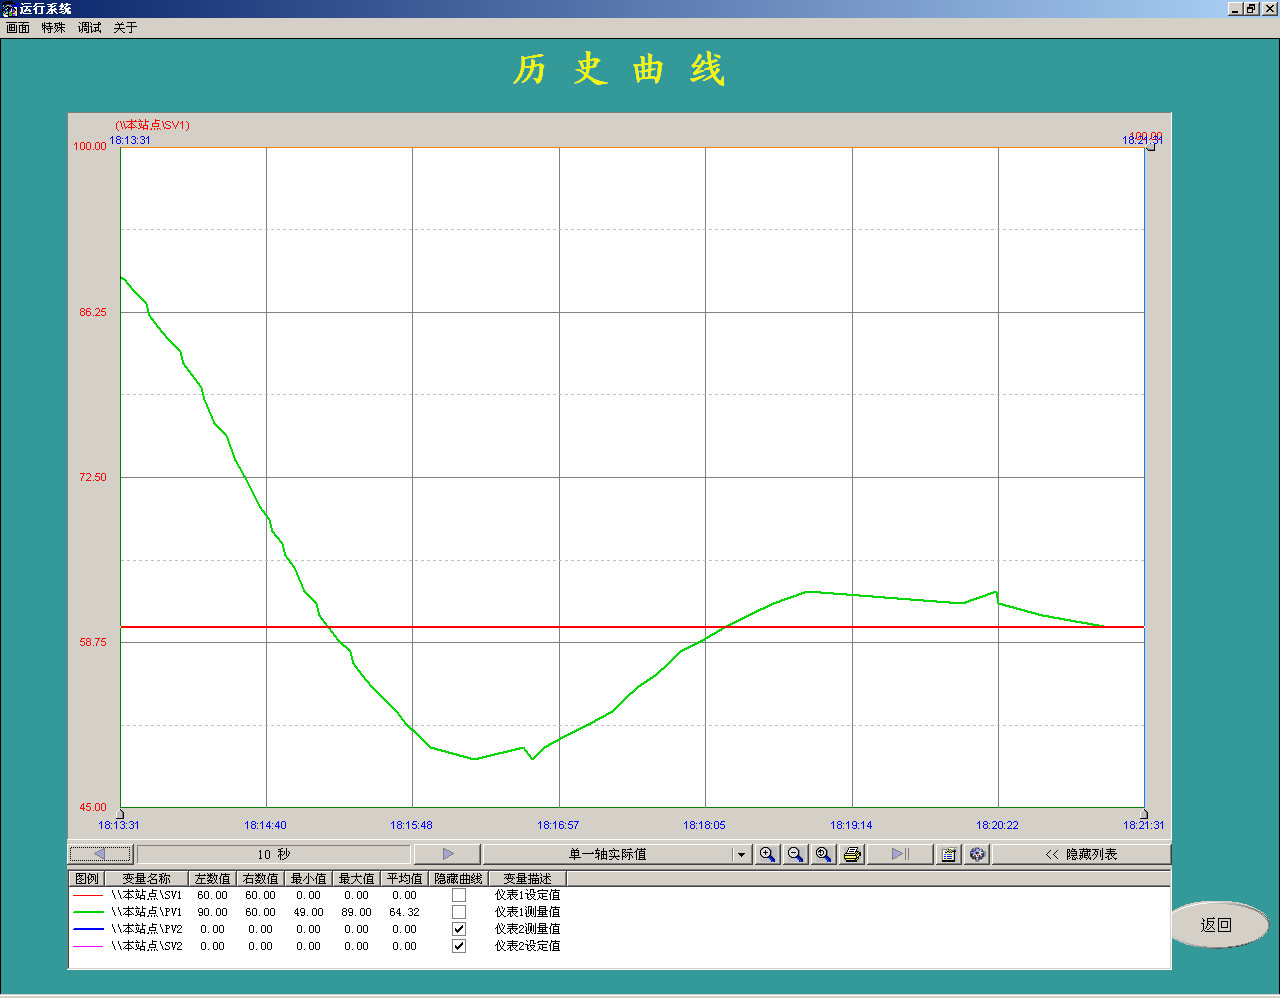 运行系统
画面 特殊 调试 关于
历史曲线
(\\本站点\SV1)
18:13:31 100.00
100.00 18:21:31
86.25
72.50
58.75
45.00
18:13:31 18:14:40 18:15:48 18:16:57 18:18:05 18:19:14 18:20:22 18:21:31
10 秒 单一轴实际值 << 隐藏列表
图例 变量名称 左数值 右数值 最小值 最大值 平均值 隐藏曲线 变量描述
\\本站点\SV1 60.00 60.00 0.00 0.00 0.00 仪表1设定值
\\本站点\PV1 90.00 60.00 49.00 89.00 64.32 仪表1测量值
\\本站点\PV2 0.00 0.00 0.00 0.00 0.00 仪表2测量值
\\本站点\SV2 0.00 0.00 0.00 0.00 0.00 仪表2设定值
返回